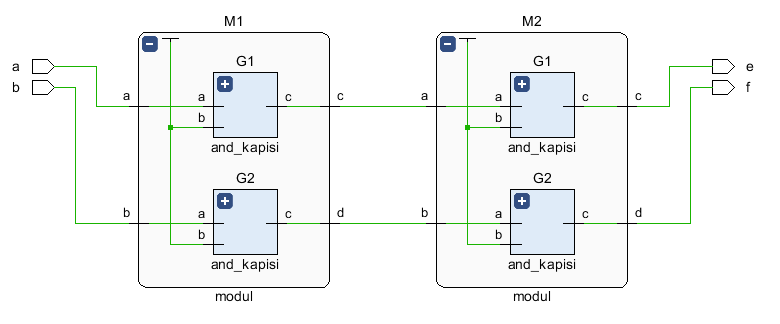 M1 M2
a e
b f
G1 G1
a a c c a a c c
b b
and_kapisi and_kapisi
G2 G2
b a c d b a c d
b b
and_kapisi and_kapisi
modul modul